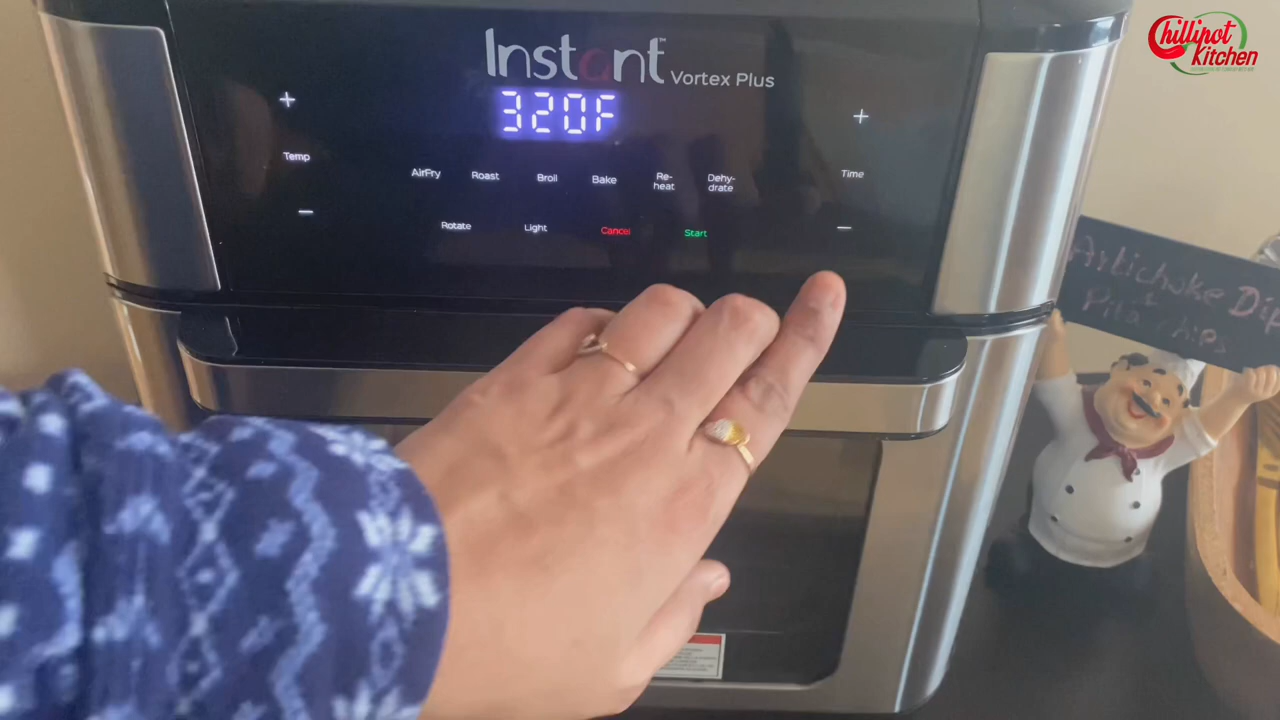 Chillipot
Kitchen
Instant™
Vortex Plus
320F
+
+
Temp
Time
AirFry
Roast
Broil
Bake
Re-
heat
Dehy-
drate
−
−
Rotate
Light
Cancel
Start
Artichoke Dip
&
Pita Chips